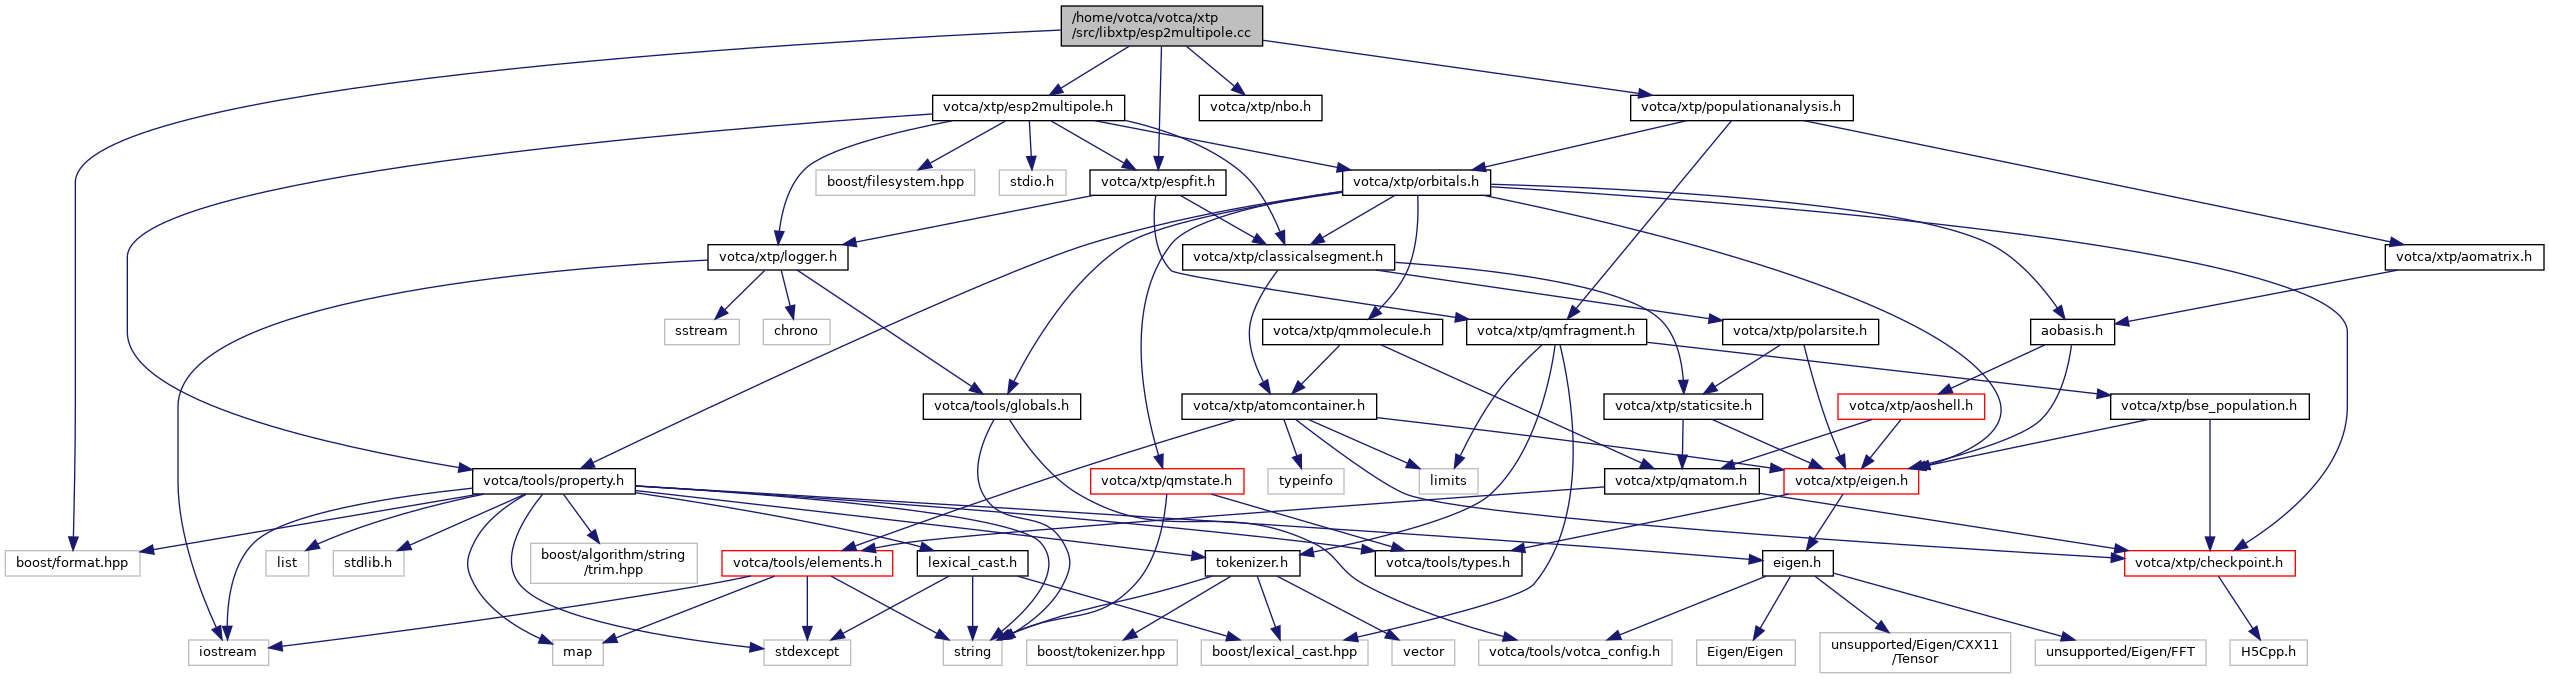 /home/votca/votca/xtp
/src/libxtp/esp2multipole.cc
votca/xtp/esp2multipole.h
votca/xtp/nbo.h
votca/xtp/populationanalysis.h
boost/filesystem.hpp
stdio.h
votca/xtp/espfit.h
votca/xtp/orbitals.h
votca/xtp/logger.h
votca/xtp/classicalsegment.h
votca/xtp/aomatrix.h
sstream
chrono
votca/xtp/qmmolecule.h
votca/xtp/qmfragment.h
votca/xtp/polarsite.h
aobasis.h
votca/tools/globals.h
votca/xtp/atomcontainer.h
votca/xtp/staticsite.h
votca/xtp/aoshell.h
votca/xtp/bse_population.h
votca/tools/property.h
votca/xtp/qmstate.h
typeinfo
limits
votca/xtp/qmatom.h
votca/xtp/eigen.h
boost/format.hpp
list
stdlib.h
boost/algorithm/string
/trim.hpp
votca/tools/elements.h
lexical_cast.h
tokenizer.h
votca/tools/types.h
eigen.h
votca/xtp/checkpoint.h
iostream
map
stdexcept
string
boost/tokenizer.hpp
boost/lexical_cast.hpp
vector
votca/tools/votca_config.h
Eigen/Eigen
unsupported/Eigen/CXX11
/Tensor
unsupported/Eigen/FFT
H5Cpp.h